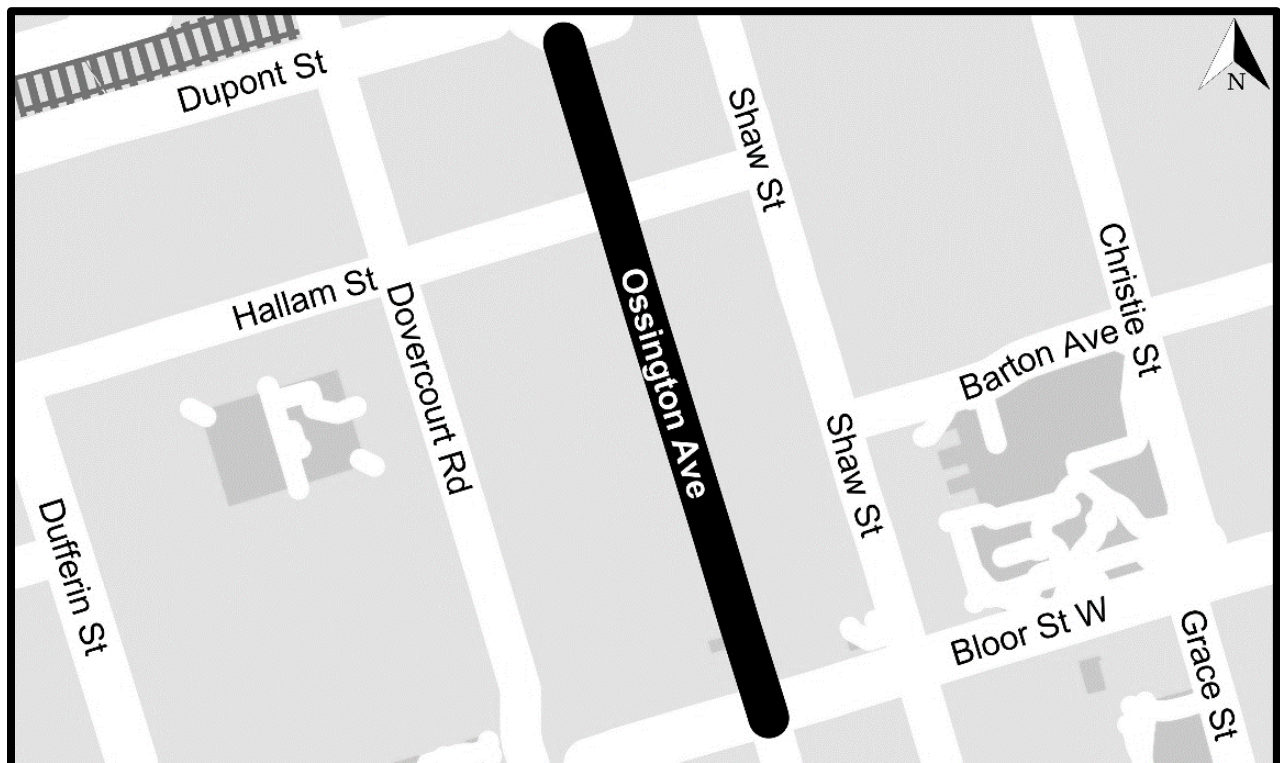 Dupont St
N
Shaw St
Christie St
Hallam St
Dovercourt Rd
Ossington Ave
Barton Ave
Shaw St
Dufferin St
Bloor St W
Grace St